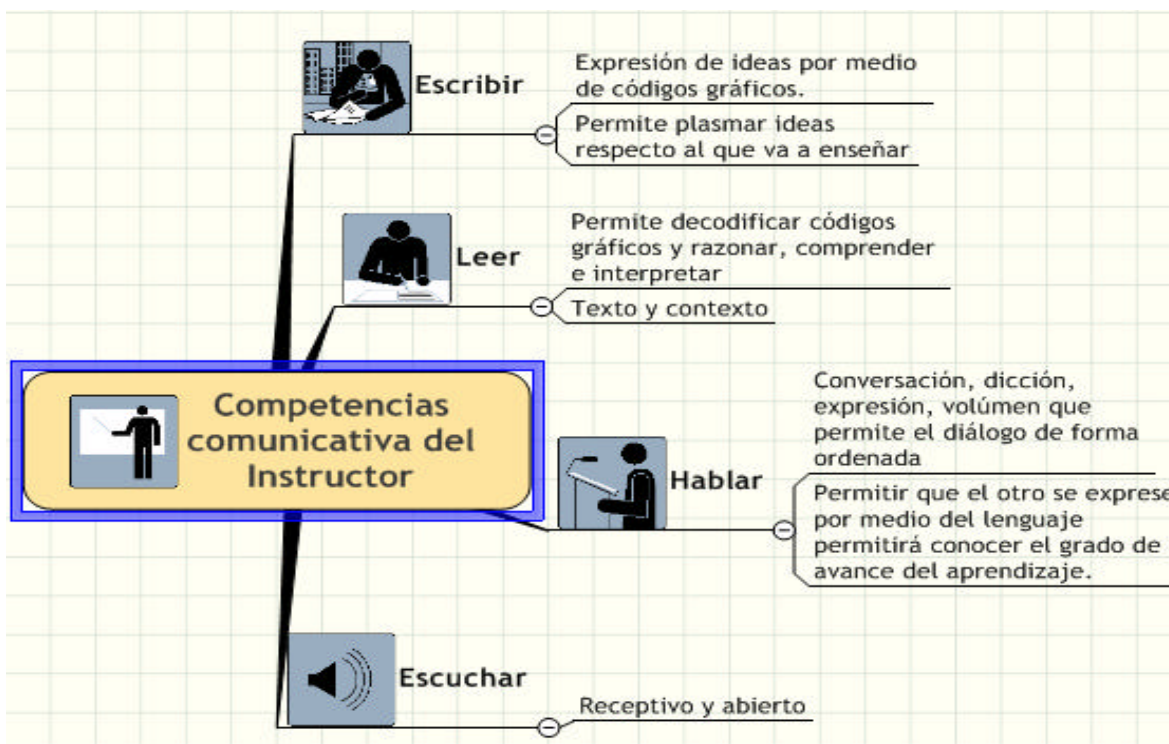 Escribir
Expresión de ideas por medio
de códigos gráficos.
Permite plasmar ideas
respecto al que va a enseñar
Leer
Permite decodificar códigos
gráficos y razonar, comprender
e interpretar
Texto y contexto
Competencias
comunicativa del
Instructor
Hablar
Conversación, dicción,
expresión, volúmen que
permite el diálogo de forma
ordenada
Permitir que el otro se exprese
por medio del lenguaje
permitirá conocer el grado de
avance del aprendizaje.
Escuchar
Receptivo y abierto